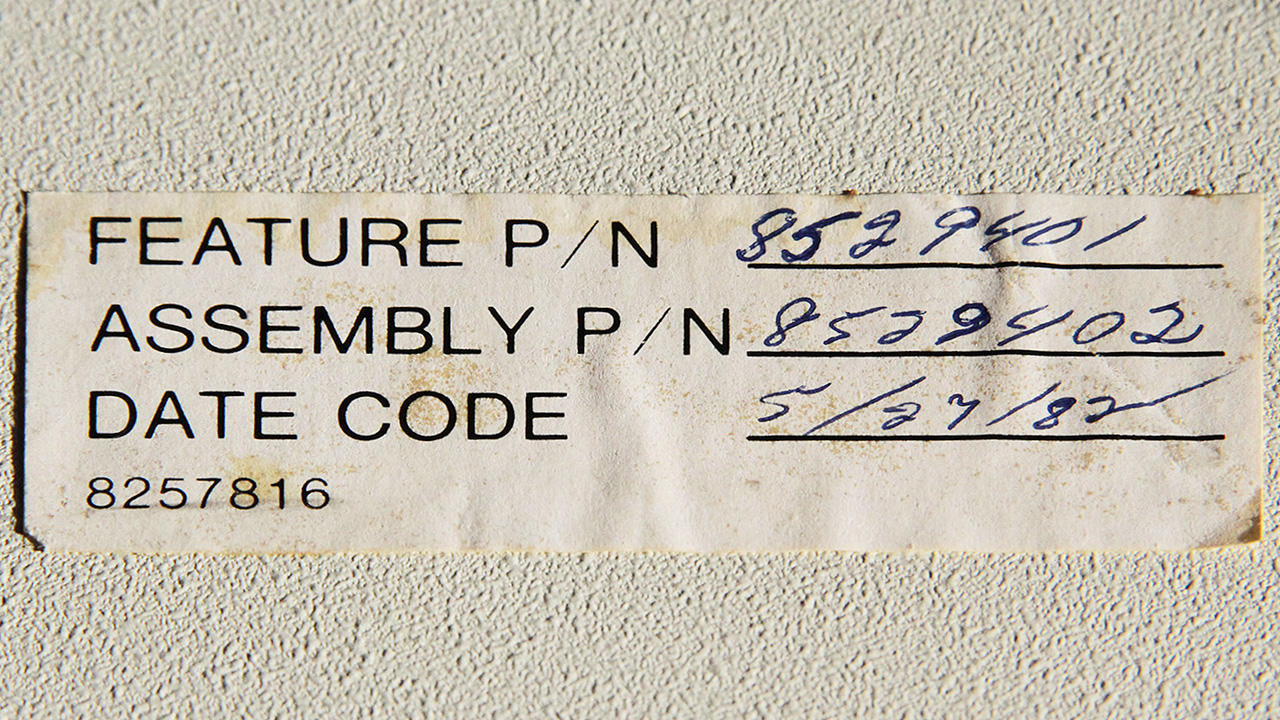 FEATURE P/N 8529401
ASSEMBLY P/N 8529402
DATE CODE 5/27/82
8257816